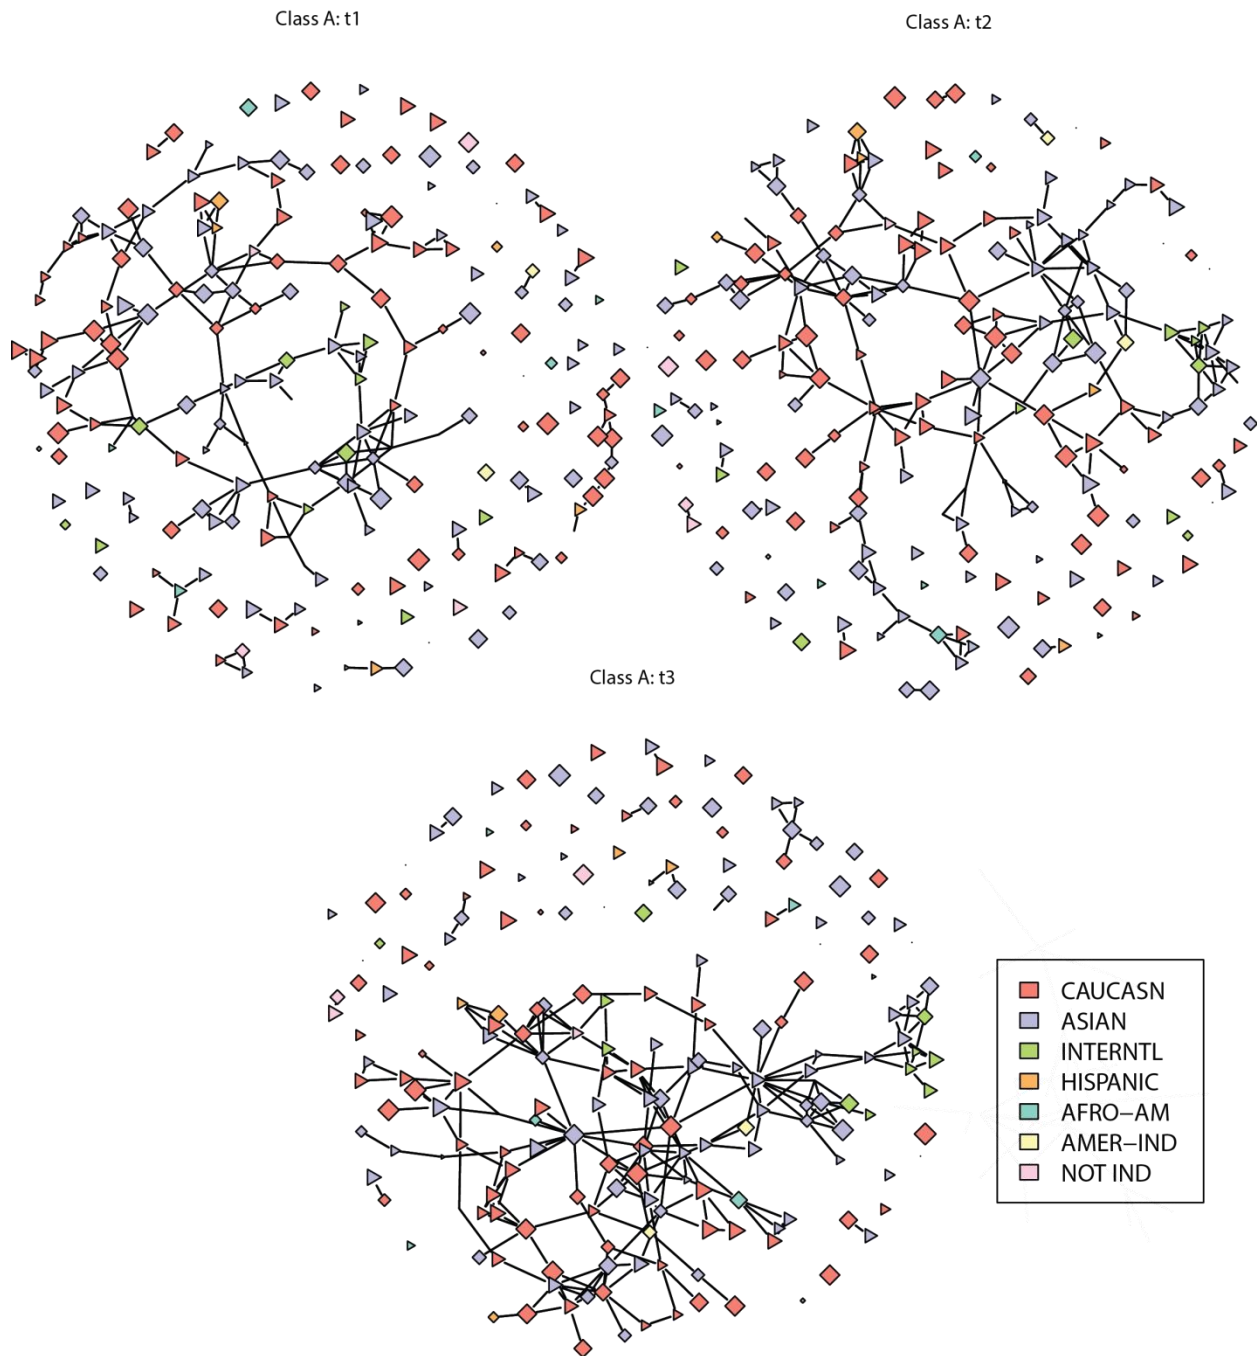 Class A: t1
Class A: t2
Class A: t3
CAUCASN
ASIAN
INTERNTL
HISPANIC
AFRO−AM
AMER−IND
NOT IND